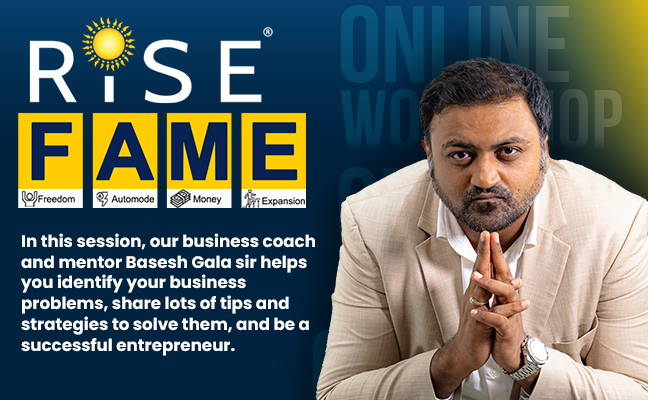 ONLINE
RiSE®
FAME
Freedom Automode Money Expansion
In this session, our business coach
and mentor Basesh Gala sir helps
you identify your business
problems, share lots of tips and
strategies to solve them, and be a
successful entrepreneur.